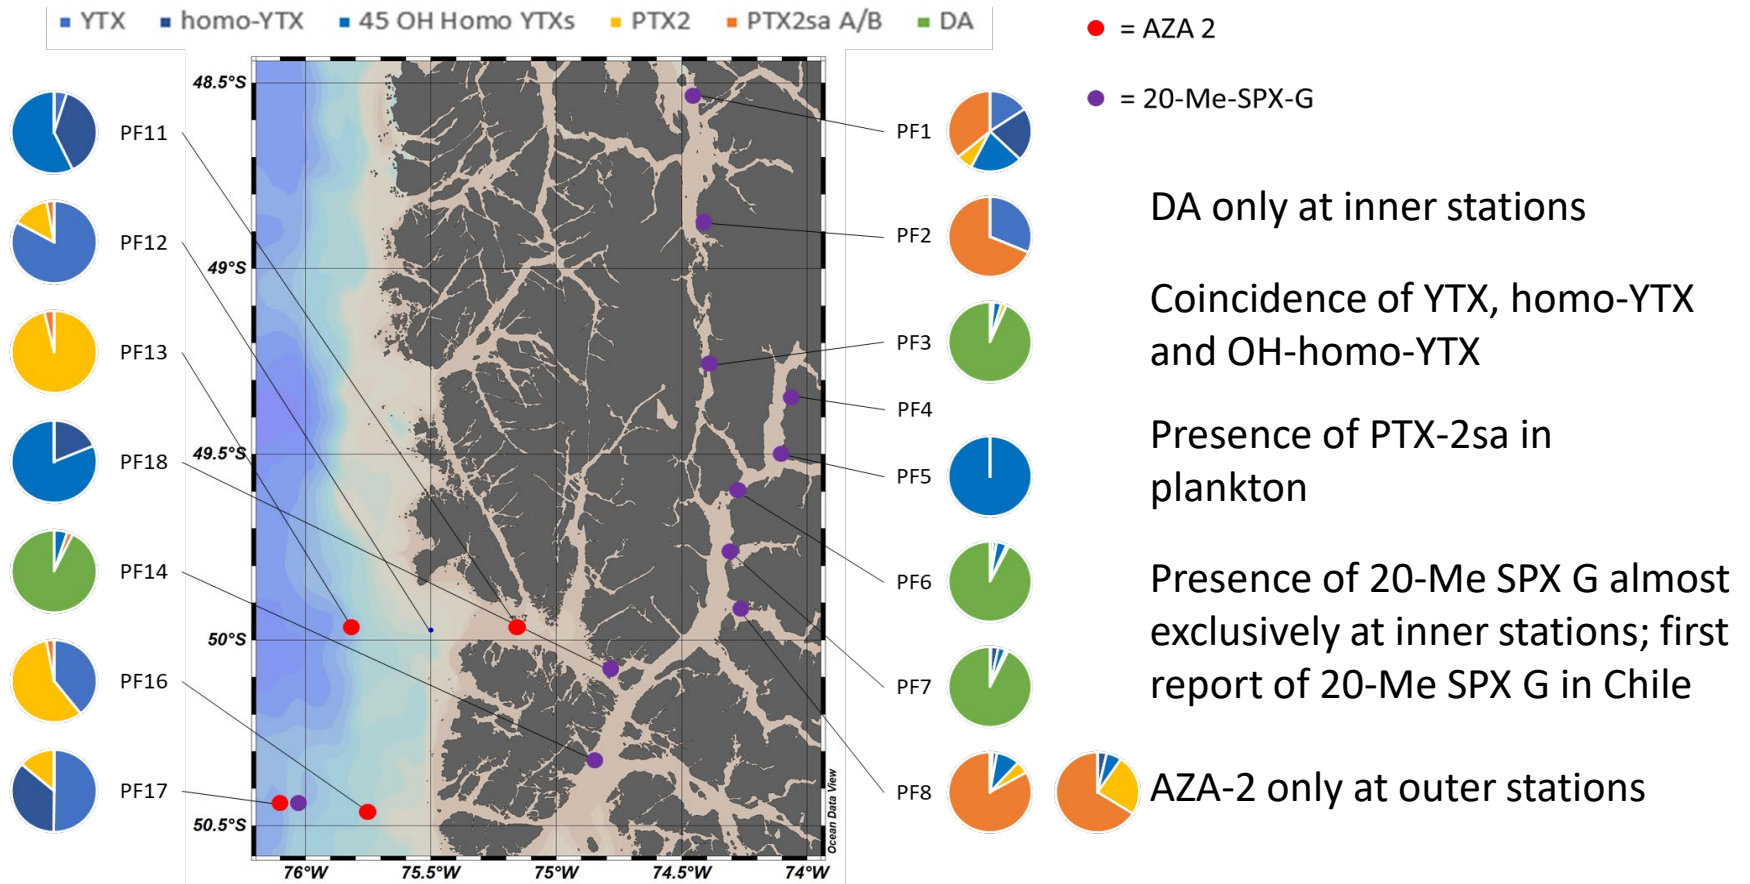 YTX homo-YTX 45 OH Homo YTXs PTX2 PTX2sa A/B DA
= AZA 2
= 20-Me-SPX-G
48.5°S
49°S
49.5°S
50°S
50.5°S
76°W 75.5°W 75°W 74.5°W 74°W
Ocean Data View
PF11
PF12
PF13
PF18
PF14
PF16
PF17
PF1
PF2
PF3
PF4
PF5
PF6
PF7
PF8
DA only at inner stations
Coincidence of YTX, homo-YTX
and OH-homo-YTX
Presence of PTX-2sa in
plankton
Presence of 20-Me SPX G almost
exclusively at inner stations; first
report of 20-Me SPX G in Chile
AZA-2 only at outer stations